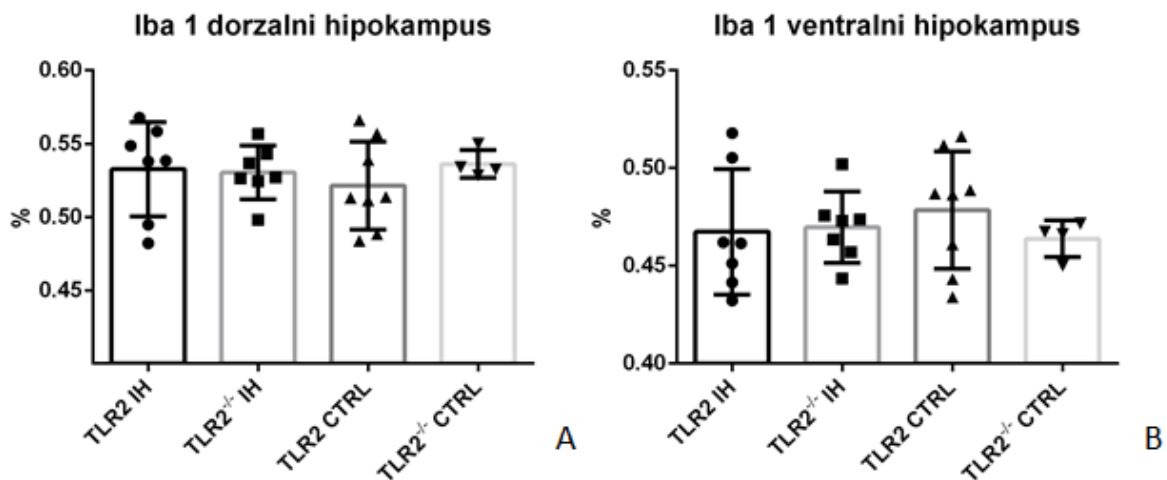 Iba 1 dorzalni hipokampus
%
0.60
0.55
0.50
0.45
TLR2 IH
TLR2-/- IH
TLR2 CTRL
TLR2-/- CTRL
A
Iba 1 ventralni hipokampus
%
0.55
0.50
0.45
0.40
TLR2 IH
TLR2-/- IH
TLR2 CTRL
TLR2-/- CTRL
B